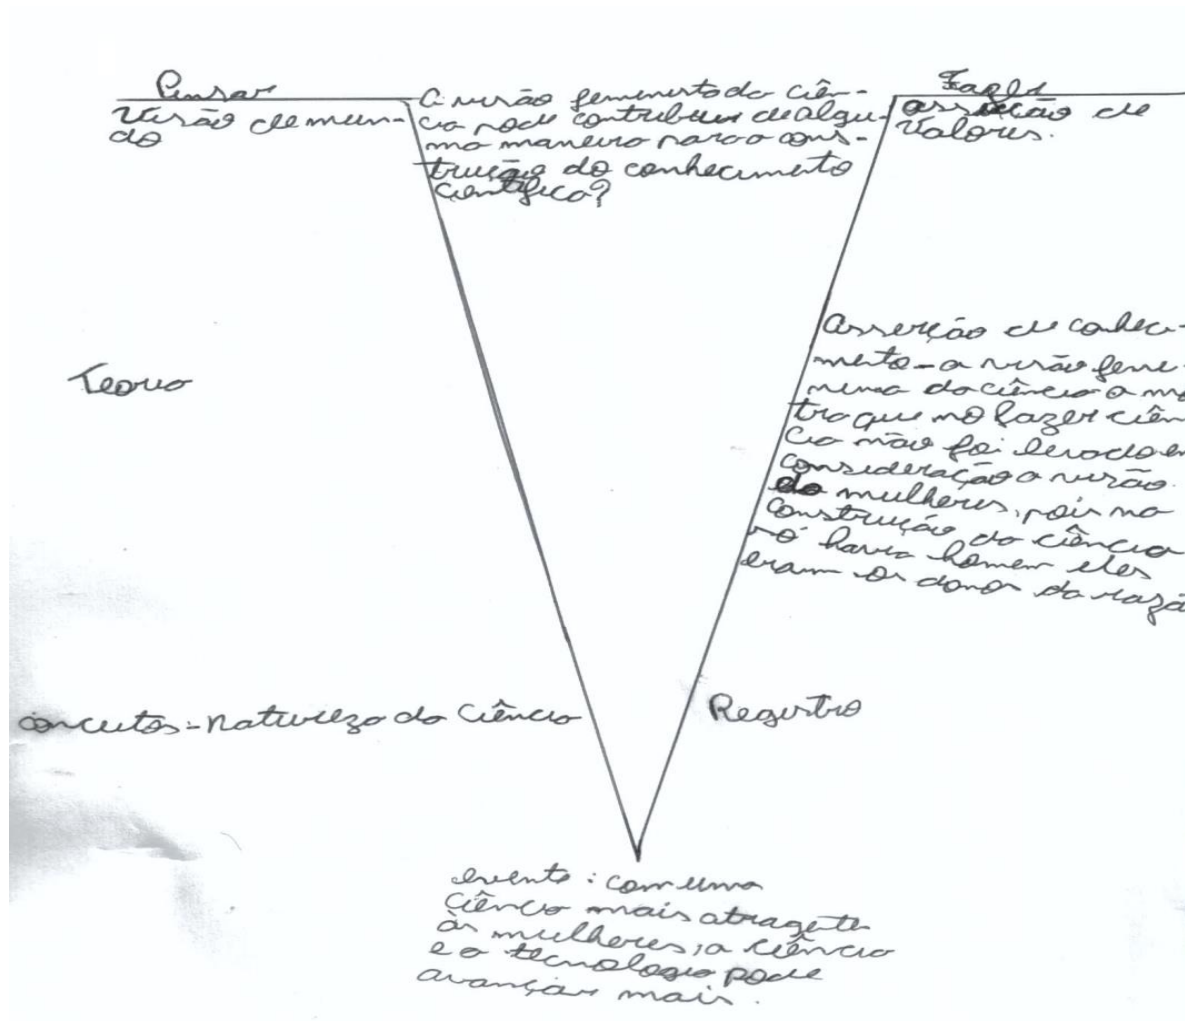 Pensar
Visão de mun-
do
A visão feminista da ciên-
cia pode contribuir de algu-
ma maneira para a cons-
trução do conhecimento
científico?
Fazer
asserção de
Valores.
Teoria
asserção de conheci-
mento - a visão femi-
nina da ciência a mos
tra que no fazer ciên
cia não foi levado em
consideração a visão
da mulheres, pois na
construção da ciência
só havia homem eles
eram os donos da razã
onceitos = natureza da Ciência
Registro
evento : com uma
ciência mais atragente
às mulheres, a ciência
e a tecnologia pode
avançar mais.